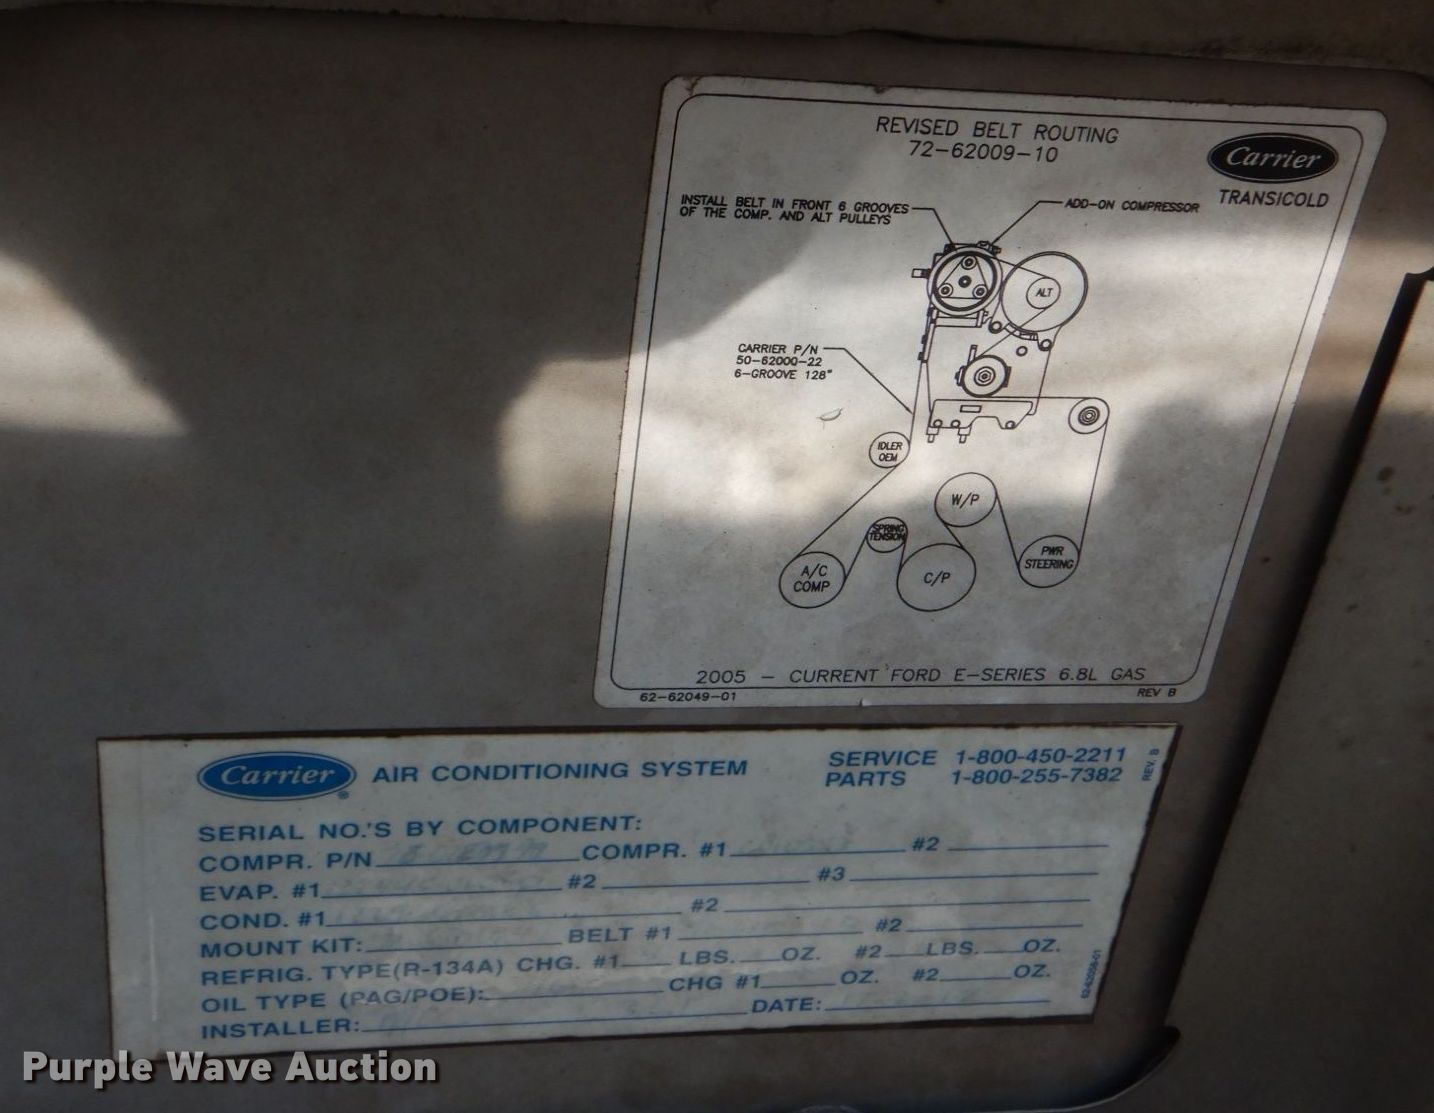 REVISED BELT ROUTING
72-62009-10
Carrier
TRANSICOLD
INSTALL BELT IN FRONT 6 GROOVES
OF THE COMP. AND ALT PULLEYS
ADD-ON COMPRESSOR
ALT
CARRIER P/N
50-62000-22
6-GROOVE 128"
IDLER
OEM
W/P
SPRING
TENSION
A/C
COMP
C/P
PWR
STEERING
2005 - CURRENT FORD E-SERIES 6.8L GAS
62-62049-01
REV B
Carrier AIR CONDITIONING SYSTEM
SERVICE 1-800-450-2211
PARTS 1-800-255-7382
REV. B
SERIAL NO.'S BY COMPONENT:
COMPR. P/N COMPR. #1 #2
EVAP. #1 #2 #3
COND. #1 #2
MOUNT KIT: BELT #1 #2
REFRIG. TYPE(R-134A) CHG. #1 LBS. OZ. #2 LBS. OZ.
OIL TYPE (PAG/POE): CHG #1 OZ. #2 OZ.
INSTALLER: DATE:
Purple Wave Auction